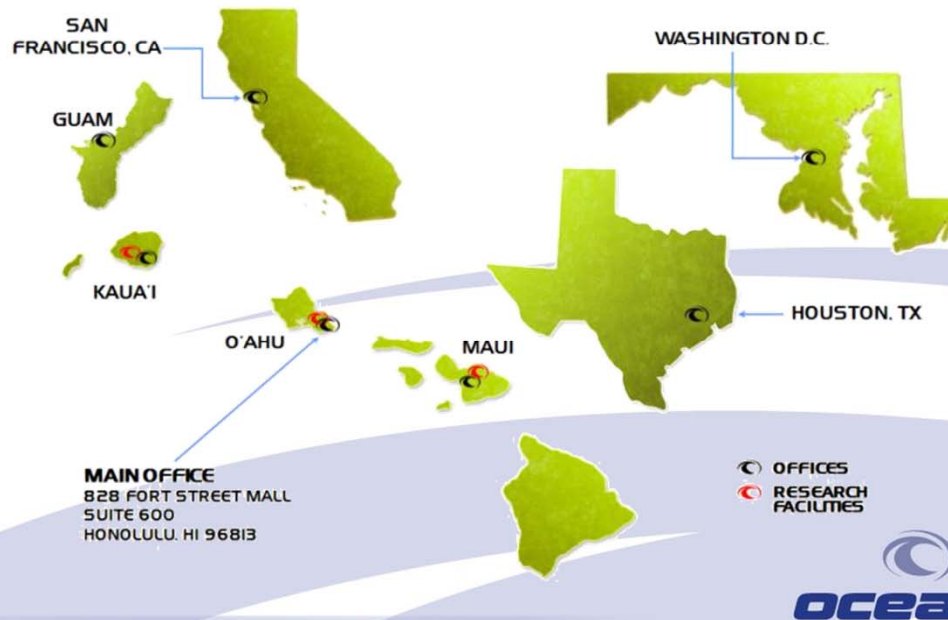 SAN
FRANCISCO, CA
WASHINGTON D.C.
GUAM
KAUA'I
HOUSTON, TX
O'AHU
MAUI
MAIN OFFICE
828 FORT STREET MALL
SUITE 600
HONOLULU, HI 96813
OFFICES
RESEARCH
FACILITIES
ocea